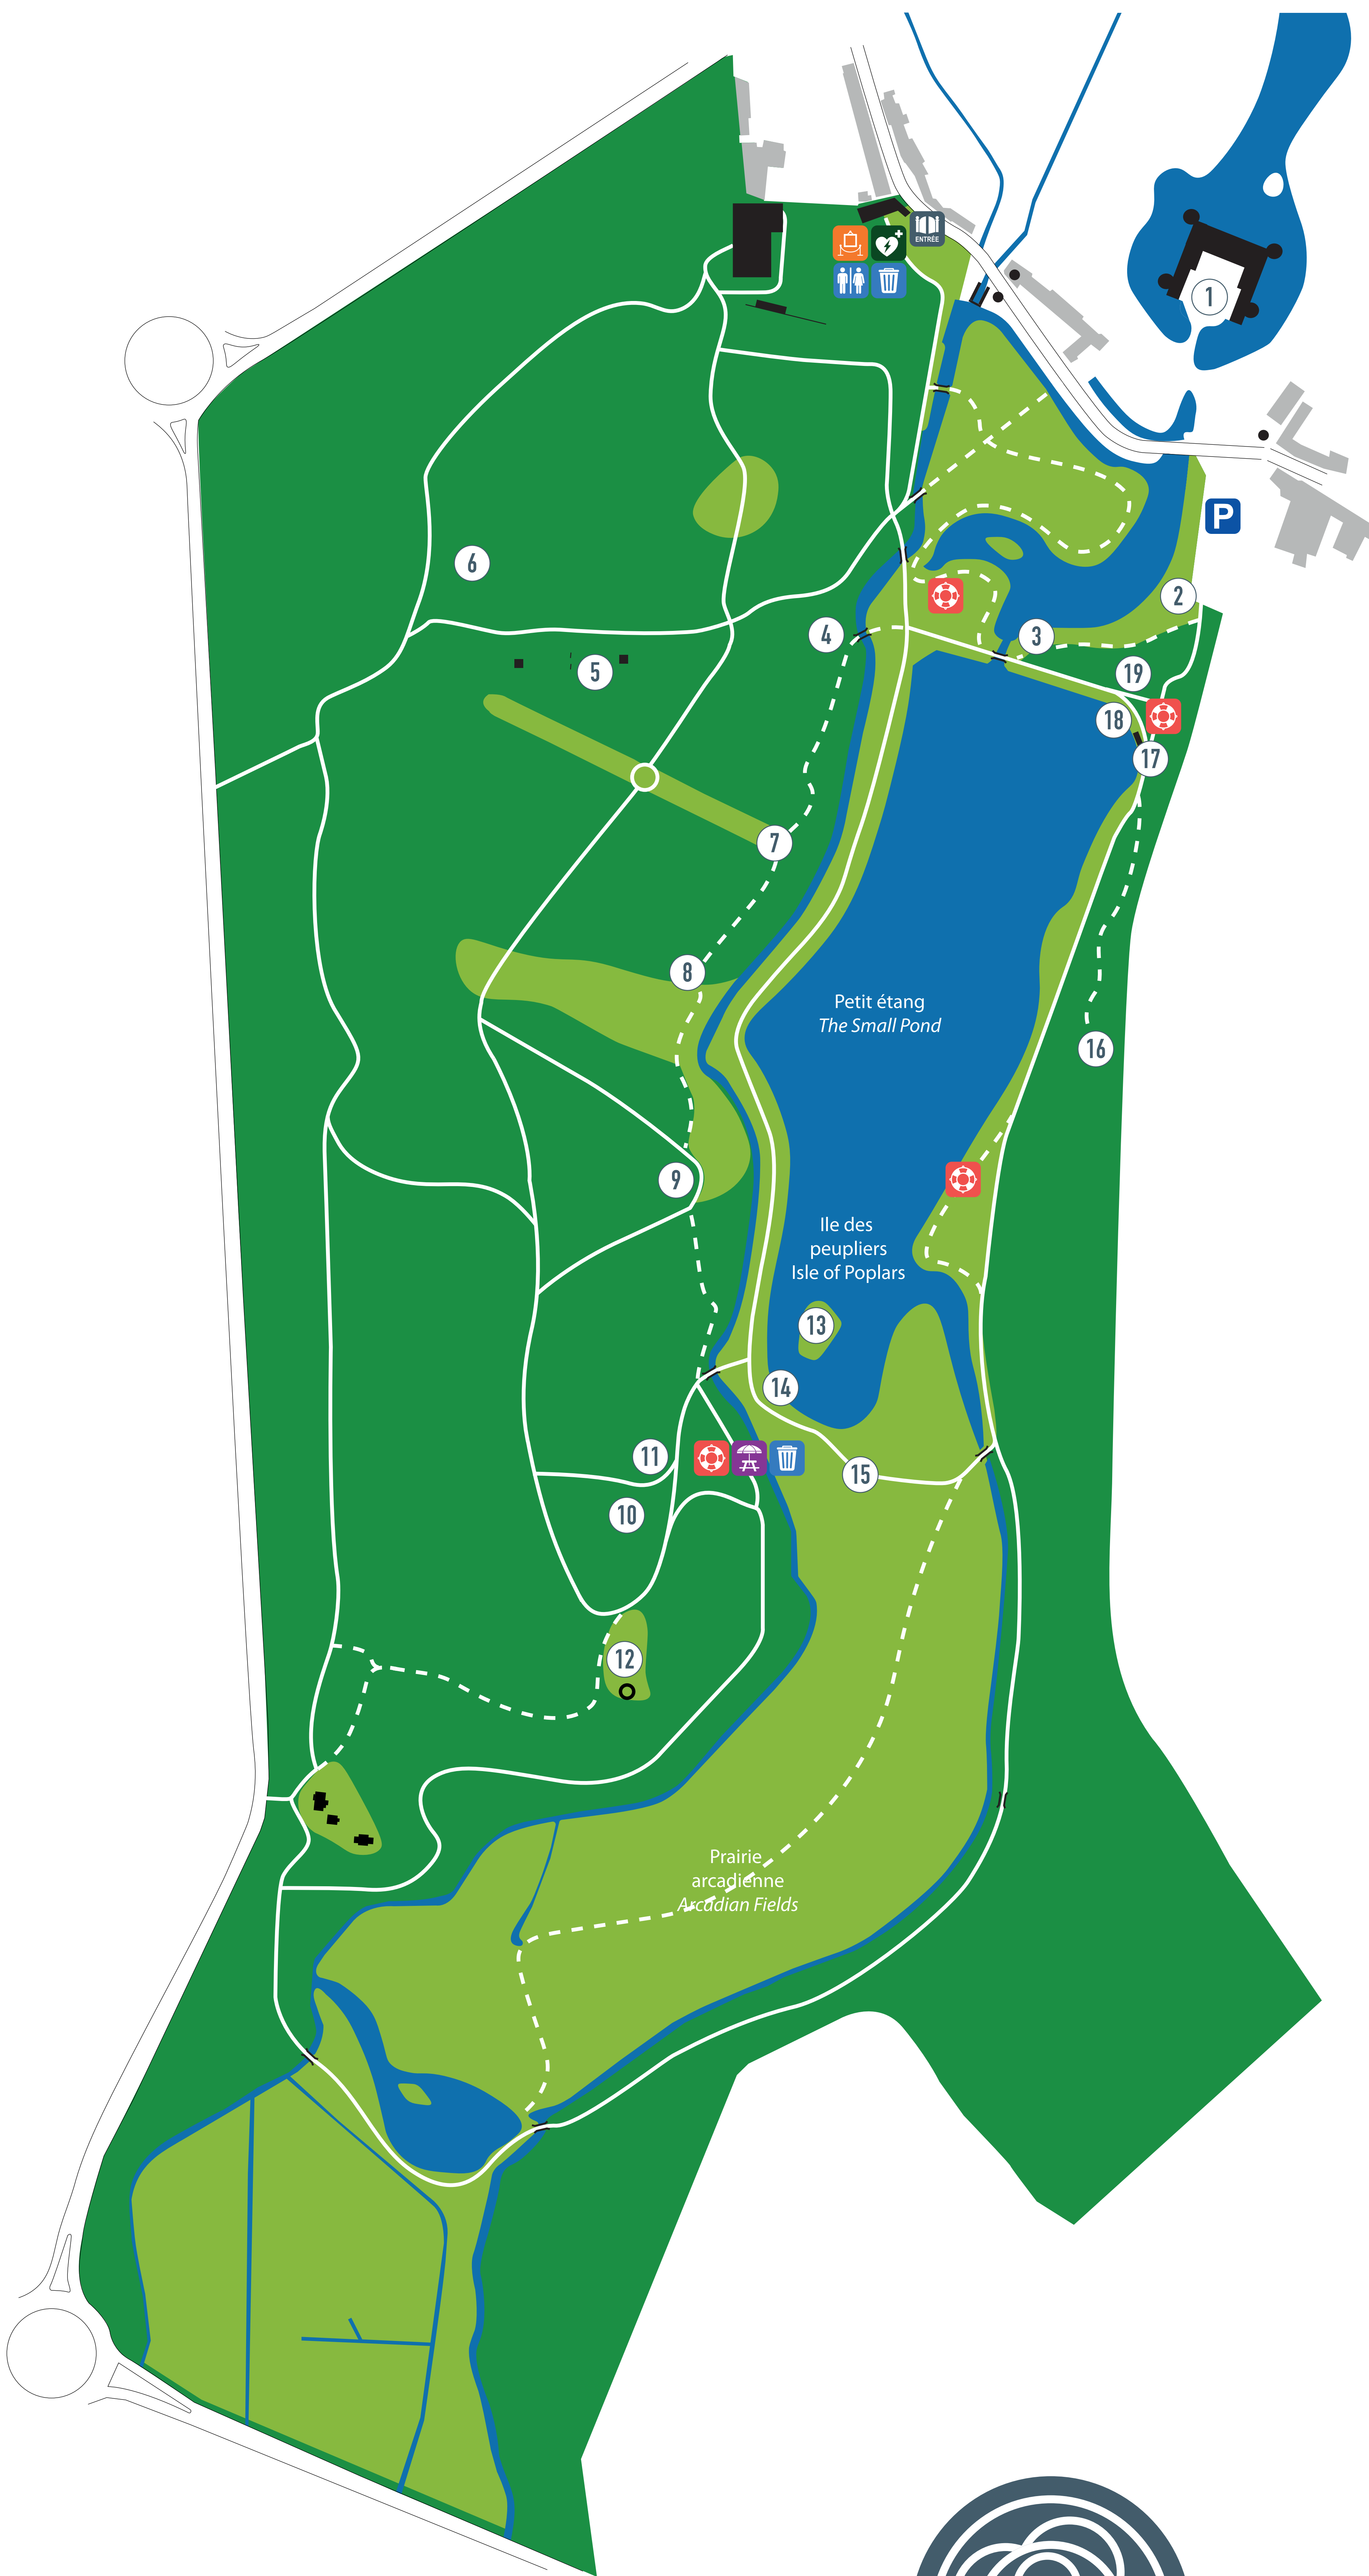 ENTRÉE
1
P
6
2
4
3
5
19
18
17
7
8
Petit étang
The Small Pond
16
9
Ile des
peupliers
Isle of Poplars
13
14
11
15
10
12
Prairie
arcadienne
Arcadian Fields